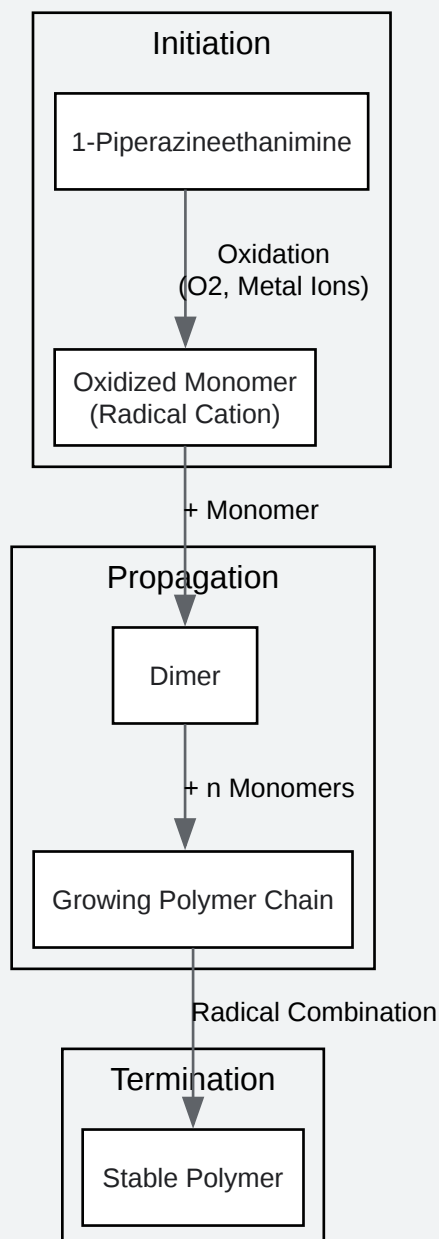 Initiation
1-Piperazineethanimine
Oxidation
(O2, Metal Ions)
Oxidized Monomer
(Radical Cation)
+ Monomer
Propagation
Dimer
+ n Monomers
Growing Polymer Chain
Radical Combination
Termination
Stable Polymer